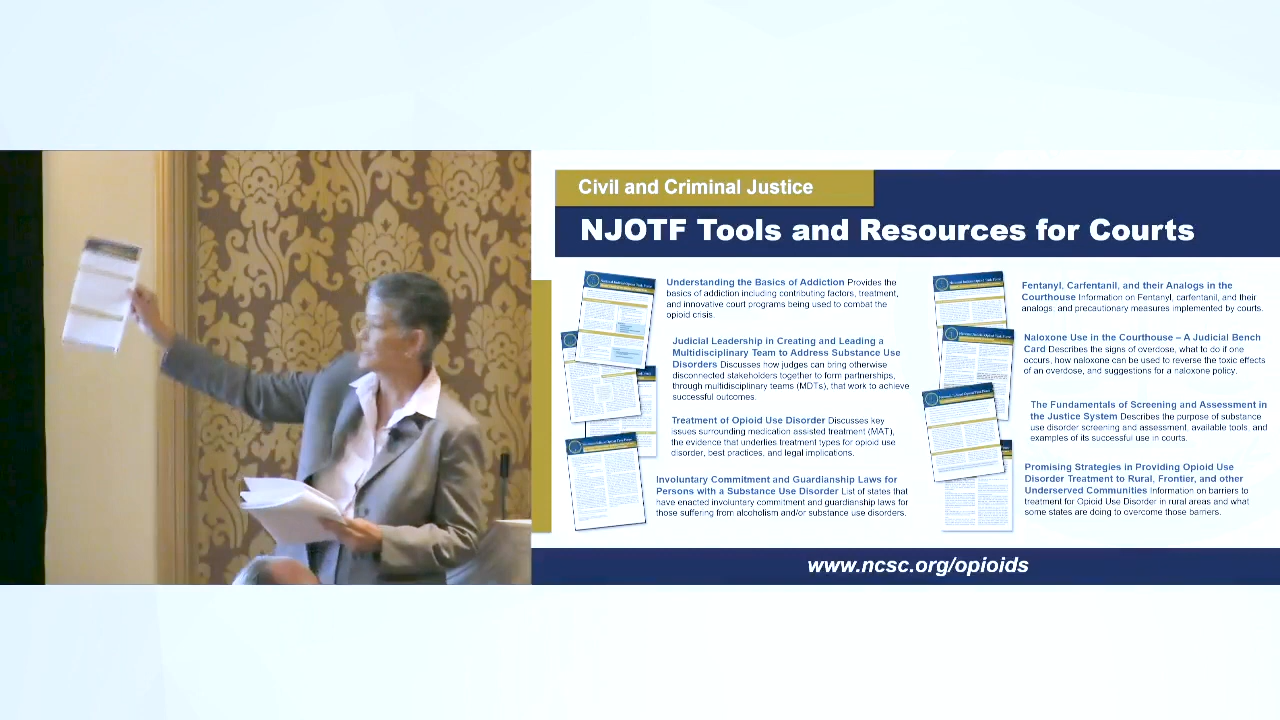 Civil and Criminal Justice
NJOTF Tools and Resources for Courts
Understanding the Basics of Addiction Provides the
basics of addiction including contributing factors, treatment,
and innovative court programs being used to combat the
opioid crisis.
Judicial Leadership in Creating and Leading a
Multidisciplinary Team to Address Substance Use
Disorders Discusses how judges can bring otherwise
disconnected stakeholders together to form partnerships,
through multidisciplinary teams (MDTs), that work to achieve
successful outcomes.
Treatment of Opioid Use Disorder Discusses key
issues surrounding medication assisted treatment (MAT),
the evidence that underlies treatment types for opioid use
disorder, best practices, and legal implications.
Involuntary Commitment and Guardianship Laws for
Persons with a Substance Use Disorder List of states that
have enacted involuntary commitment and guardianship laws for
those suffering from alcoholism and/or substance use disorders.
Fentanyl, Carfentanil, and their Analogs in the
Courthouse Information on Fentanyl, carfentanil, and their
analogs, and precautionary measures implemented by courts.
Naloxone Use in the Courthouse – A Judicial Bench
Card Describes the signs of overdose, what to do if one
occurs, how naloxone can be used to reverse the toxic effects
of an overdose, and suggestions for a naloxone policy.
The Fundamentals of Screening and Assessment in
the Justice System Describes the purpose of substance
use disorder screening and assessment, available tools, and
examples of its successful use in courts.
Promising Strategies in Providing Opioid Use
Disorder Treatment to Rural, Frontier, and other
Underserved Communities Information on barriers to
treatment for Opioid Use Disorder in rural areas and what
some states are doing to overcome those barriers.
www.ncsc.org/opioids